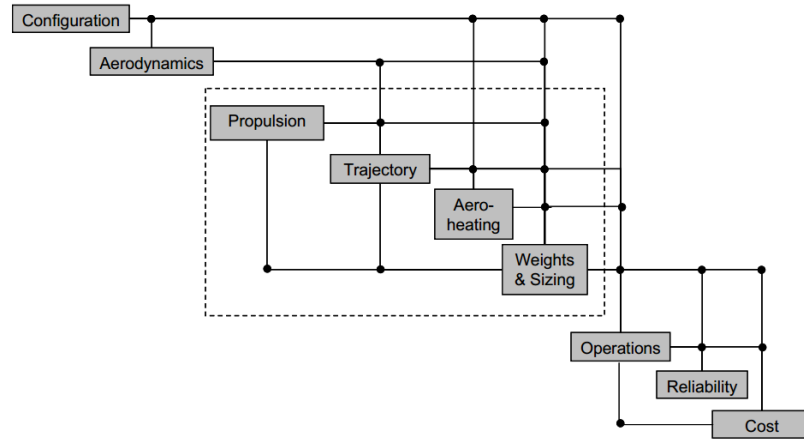 Configuration
Aerodynamics
Propulsion
Trajectory
Aero-
heating
Weights
& Sizing
Operations
Reliability
Cost